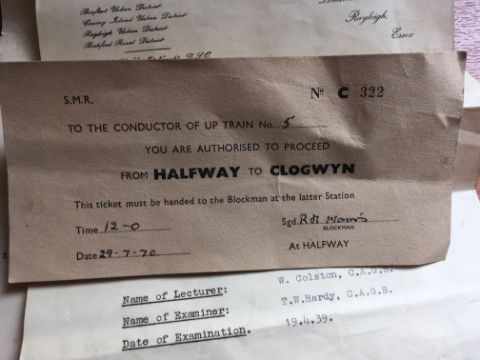 Benfleet Urban District
Canvey Island Urban District
Rayleigh Urban District
Rochford Rural District
Rayleigh,
Essex
S.M.R.
Nº C 322
TO THE CONDUCTOR OF UP TRAIN No. 5
YOU ARE AUTHORISED TO PROCEED
FROM HALFWAY TO CLOGWYN
This ticket must be handed to the Blockman at the latter Station
Time 12-0
Sgd. R H Morris
BLOCKMAN
Date 29-7-70
At HALFWAY
Name of Lecturer: W. Colston, C.A.G.S.
Name of Examiner: T.W.Hardy, C.A.G.S.
Date of Examination. 19.4.39.